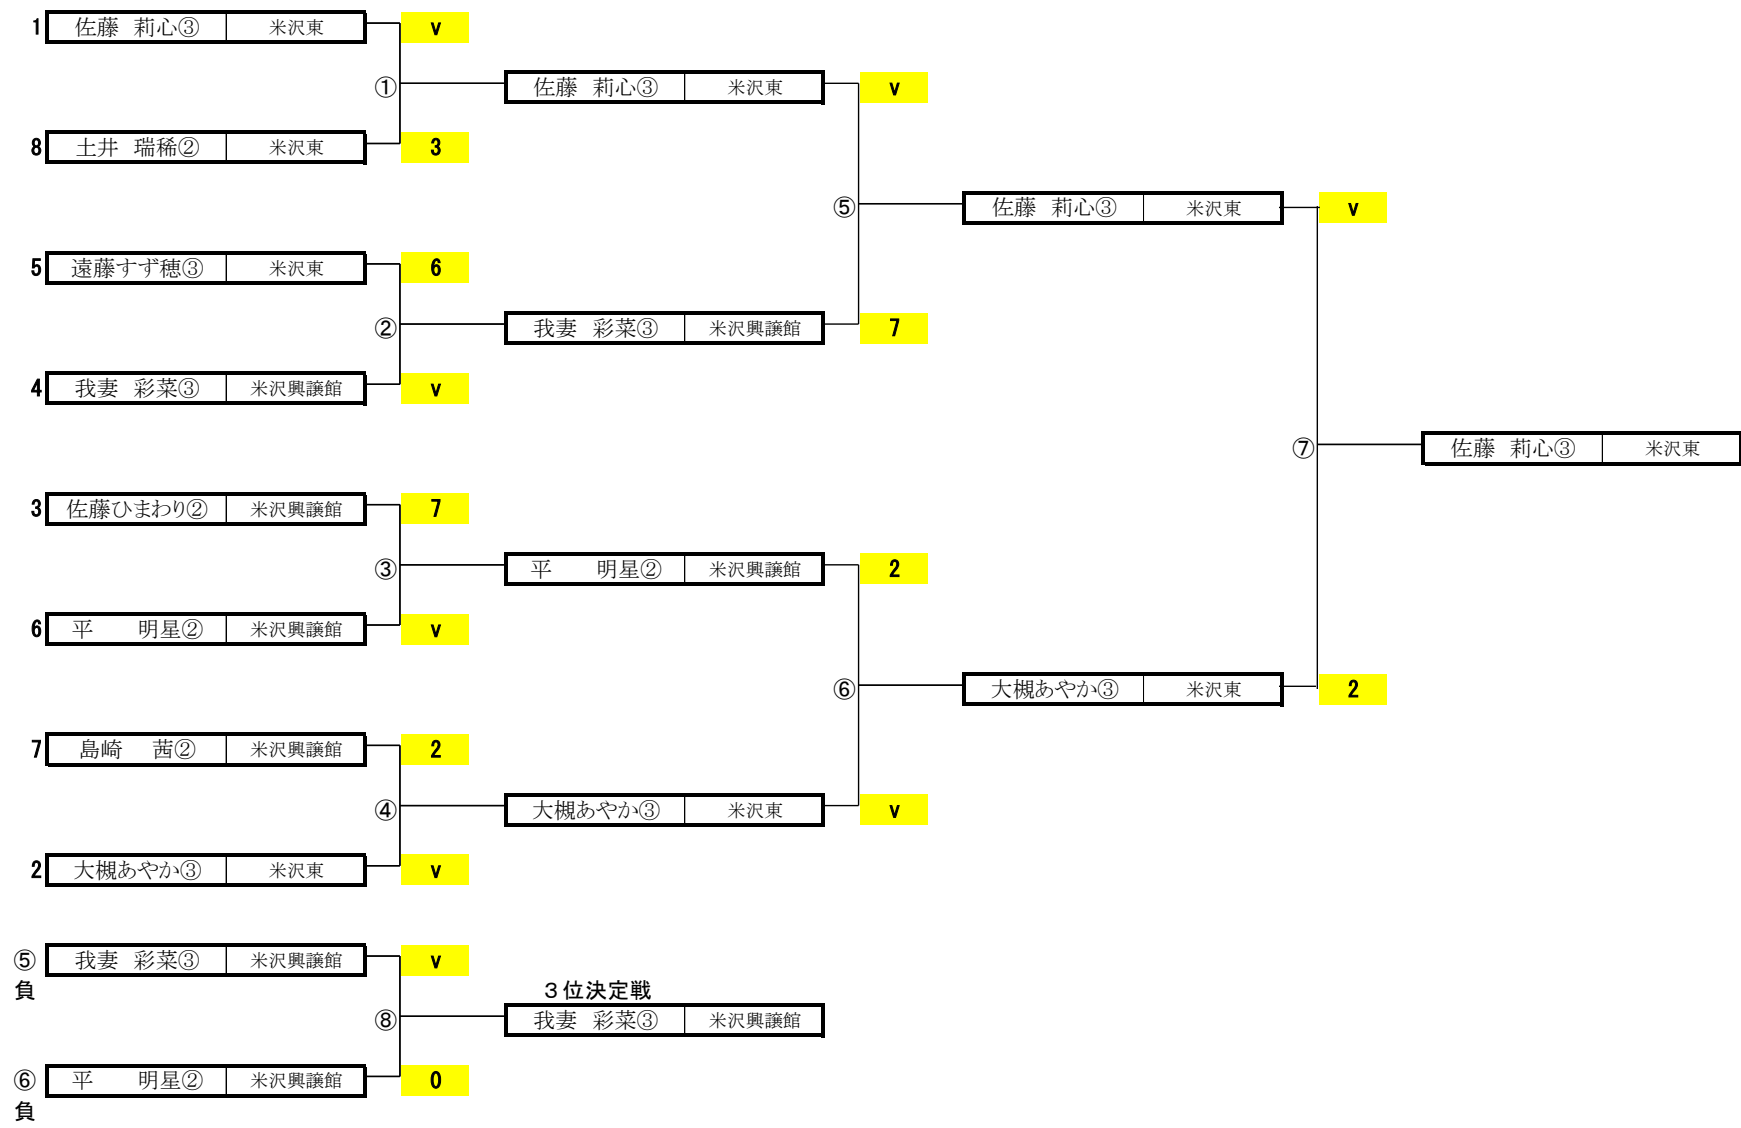 1 佐藤　莉心③ 米沢東 v
① 佐藤　莉心③ 米沢東 v
8 土井　瑞稀② 米沢東 3
⑤ 佐藤　莉心③ 米沢東 v
5 遠藤すず穂③ 米沢東 6
② 我妻　彩菜③ 米沢興譲館 7
4 我妻　彩菜③ 米沢興譲館 v
⑦ 佐藤　莉心③ 米沢東
3 佐藤ひまわり② 米沢興譲館 7
③ 平　　明星② 米沢興譲館 2
6 平　　明星② 米沢興譲館 v
⑥ 大槻あやか③ 米沢東 2
7 島崎　茜② 米沢興譲館 2
④ 大槻あやか③ 米沢東 v
2 大槻あやか③ 米沢東 v
⑤負 我妻　彩菜③ 米沢興譲館 v
３位決定戦
⑧ 我妻　彩菜③ 米沢興譲館
⑥負 平　　明星② 米沢興譲館 0